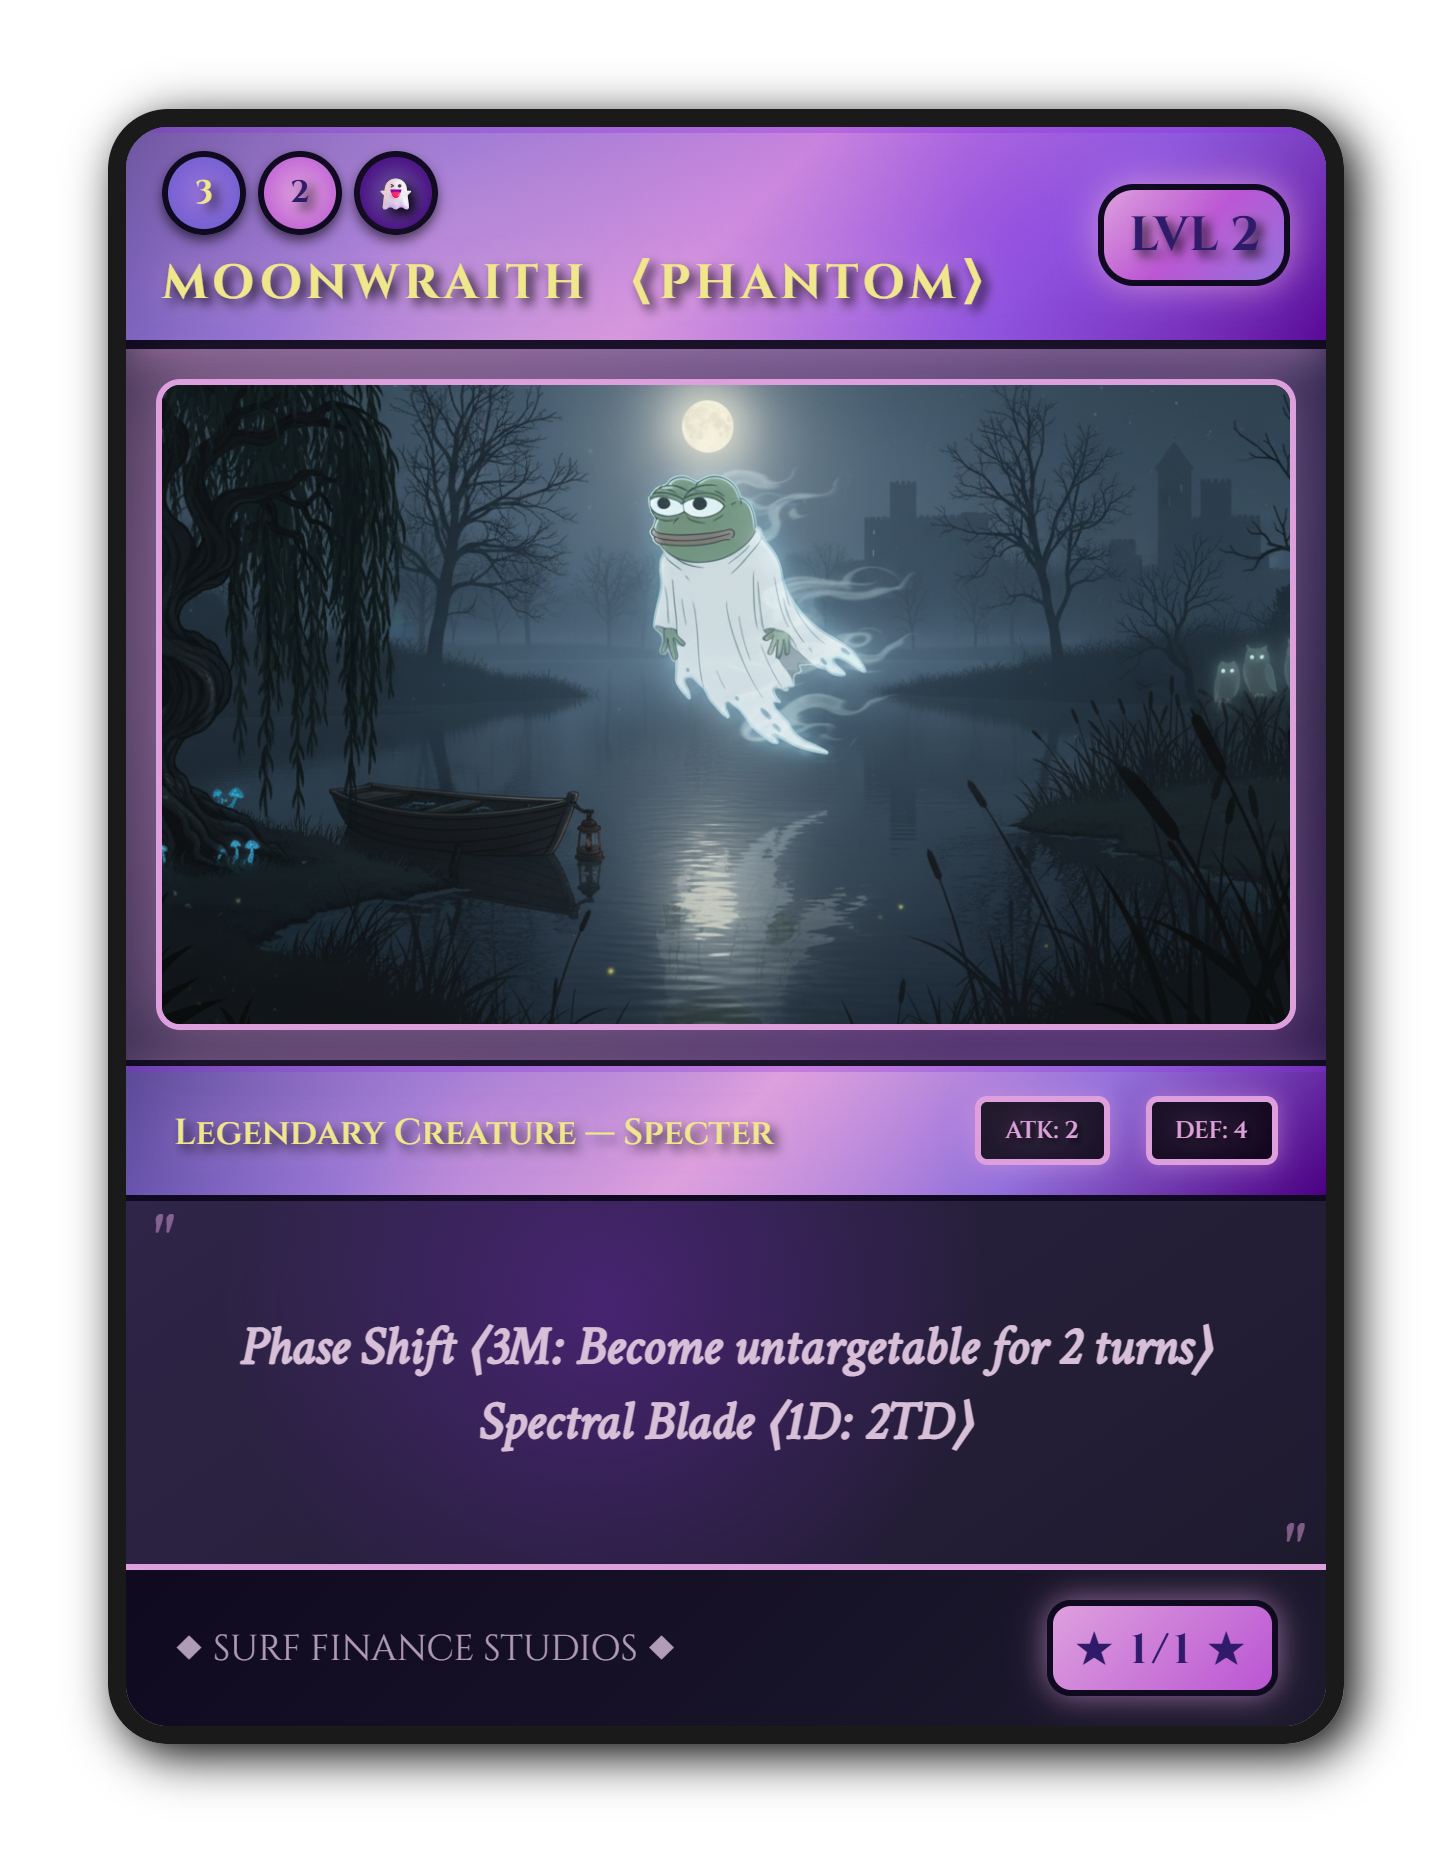 3 2 👻
LVL 2
MOONWRAITH ⟨PHANTOM⟩
LEGENDARY CREATURE — SPECTER
ATK: 2
DEF: 4
"
Phase Shift ⟨3M: Become untargetable for 2 turns⟩
Spectral Blade ⟨1D: 2TD⟩
"
◆ SURF FINANCE STUDIOS ◆
★ 1/1 ★